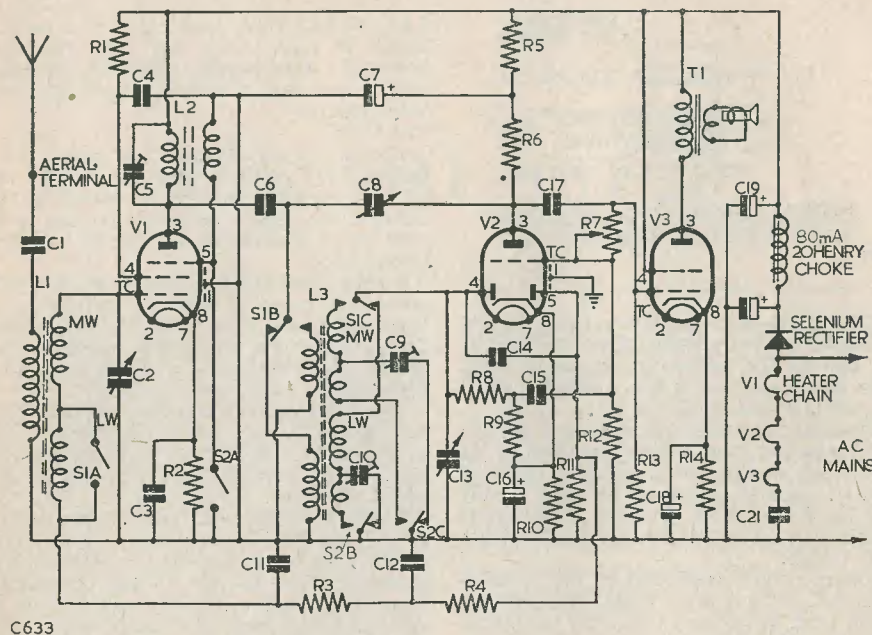 R1
C4
C7
+
R5
T1
L2
R6
AERIAL
TERMINAL
C5
C6
C8
C17
C19
+
R7
V1
3
V2
3
V3
3
TC
5
80mA
20HENRY
CHOKE
C1
4
TC
5
8
4
5
8
4
TC
8
+
L1
2
7
2
7
2
7
S1B
L3
S1C
MW
C9
SELENIUM
RECTIFIER
MW
C14
V1
HEATER
CHAIN
C2
R8
C15
LW
LW
R9
R12
V2
AC
MAINS
S1A
R2
S2A
C10
C13
R13
R14
V3
C3
C16
+
R11
C18
+
C21
R10
S2B
S2C
C11
C12
R3
R4
C633